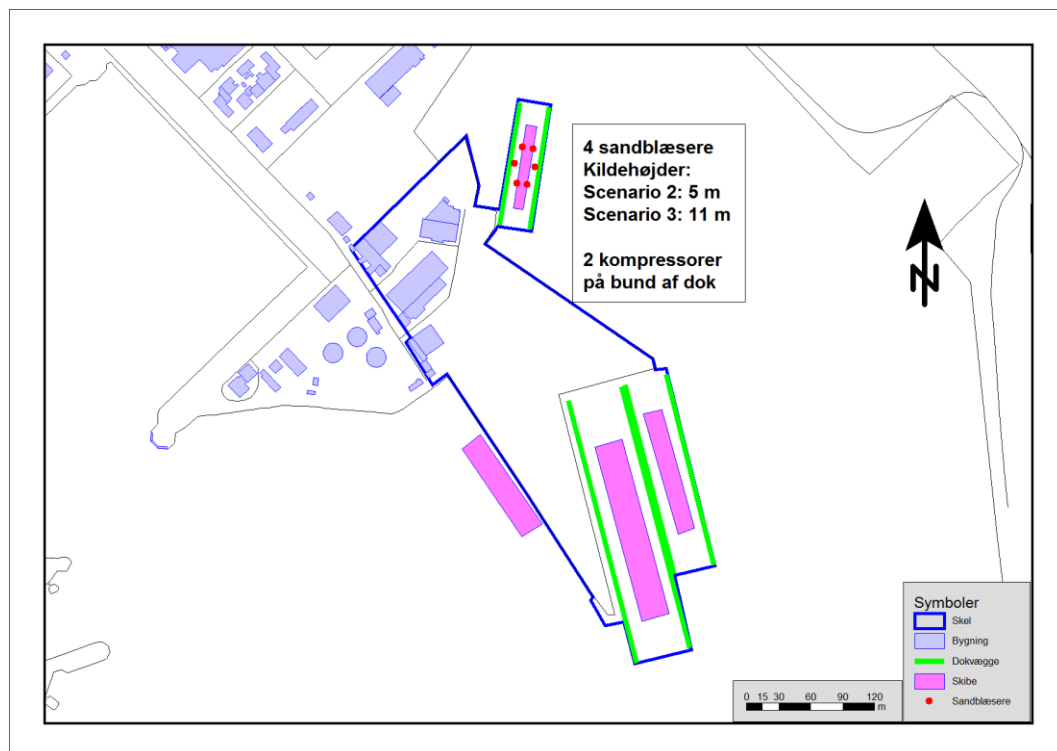 4 sandblæsere
Kildehøjder:
Scenario 2: 5 m
Scenario 3: 11 m
2 kompressorer
på bund af dok
N
Symboler
Skel
Bygning
Dokvægge
Skibe
Sandblæsere
0 15 30 60 90 120
m